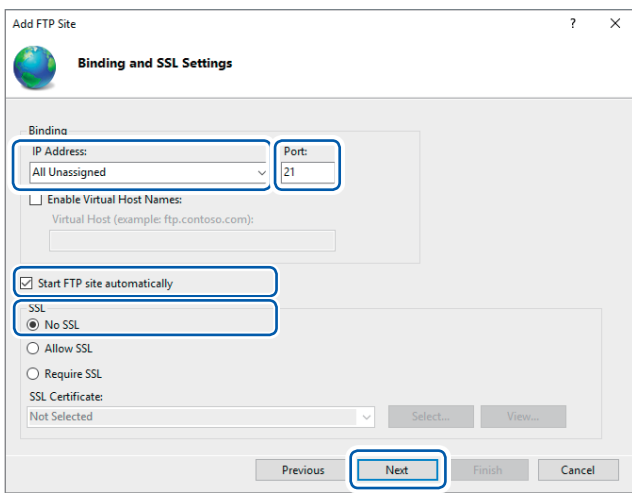 Add FTP Site ? ×
Binding and SSL Settings
Binding
IP Address: Port:
All Unassigned 21
Enable Virtual Host Names:
Virtual Host (example: ftp.contoso.com):
Start FTP site automatically
SSL
No SSL
Allow SSL
Require SSL
SSL Certificate:
Not Selected Select... View...
Previous Next Finish Cancel